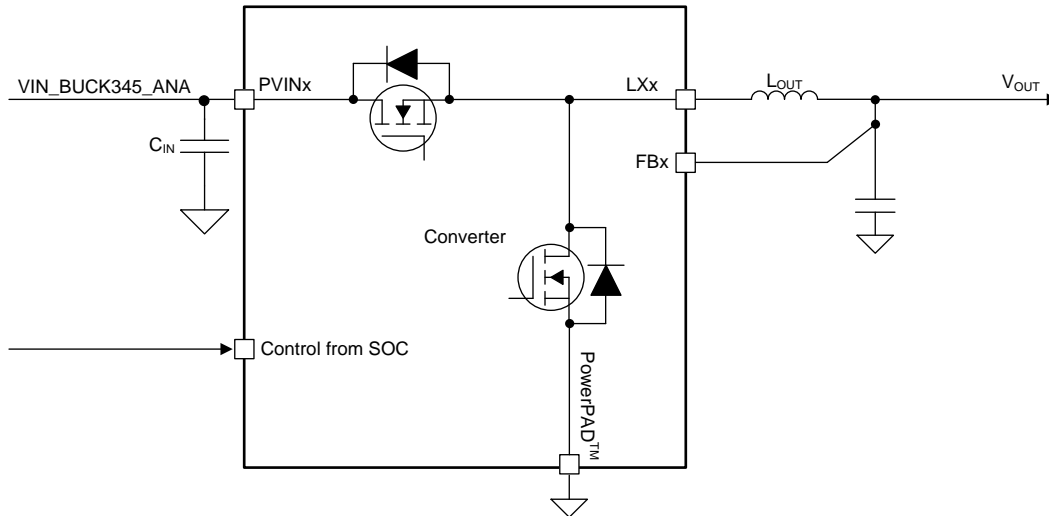 VIN_BUCK345_ANA
PVINx
LXx
LOUT
VOUT
CIN
FBx
Converter
Control from SOC
PowerPAD™